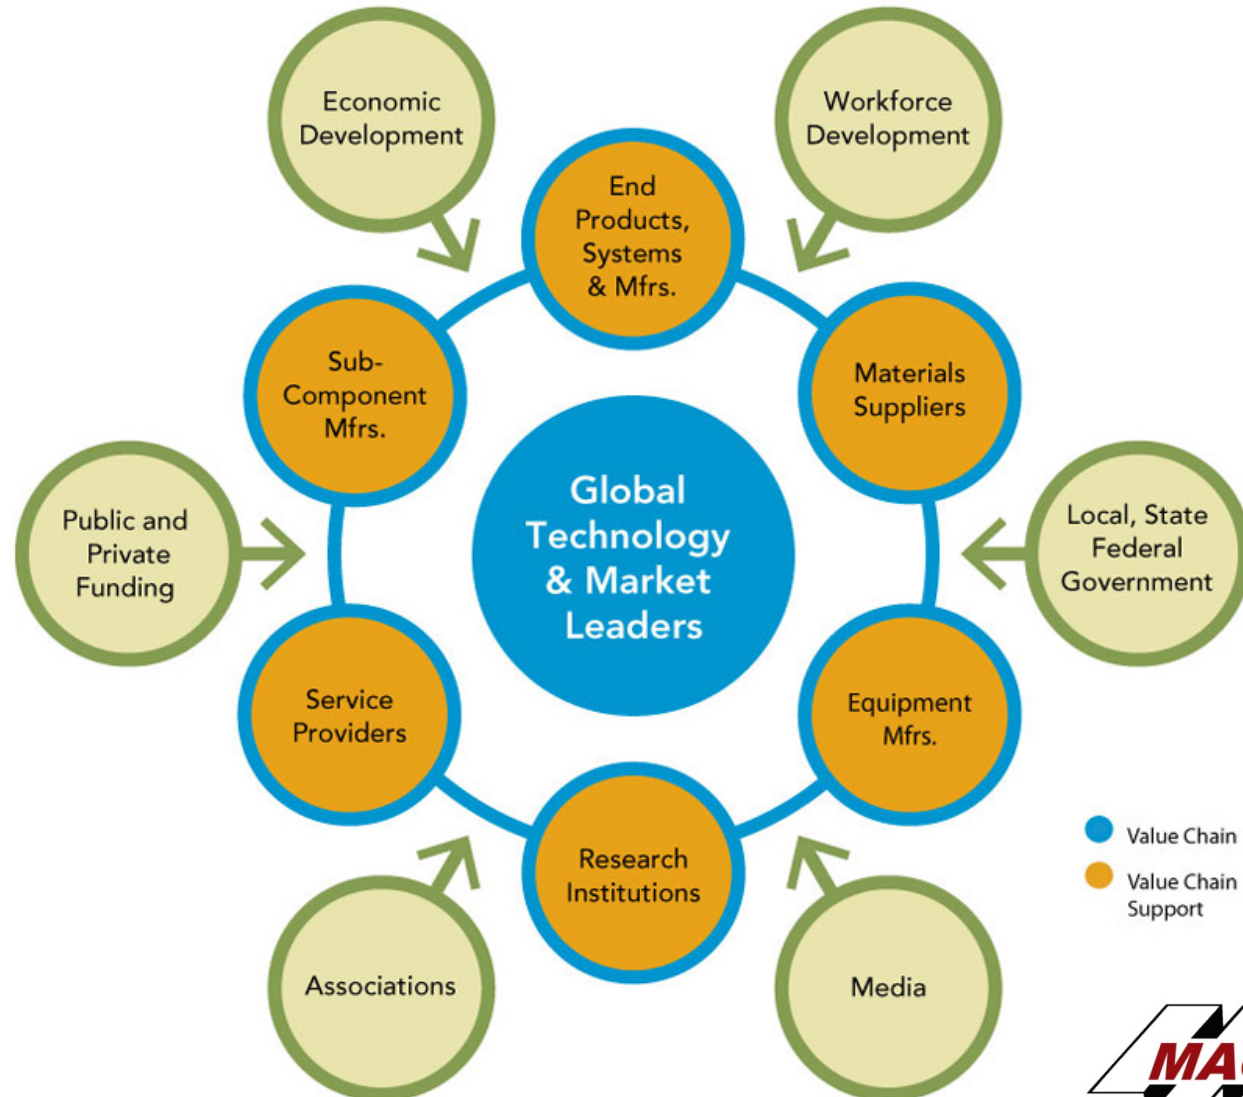 Economic
Development
Workforce
Development
End
Products,
Systems
& Mfrs.
Sub-
Component
Mfrs.
Materials
Suppliers
Public and
Private
Funding
Global
Technology
& Market
Leaders
Local, State
Federal
Government
Service
Providers
Equipment
Mfrs.
Research
Institutions
Associations
Media
Value Chain
Value Chain
Support